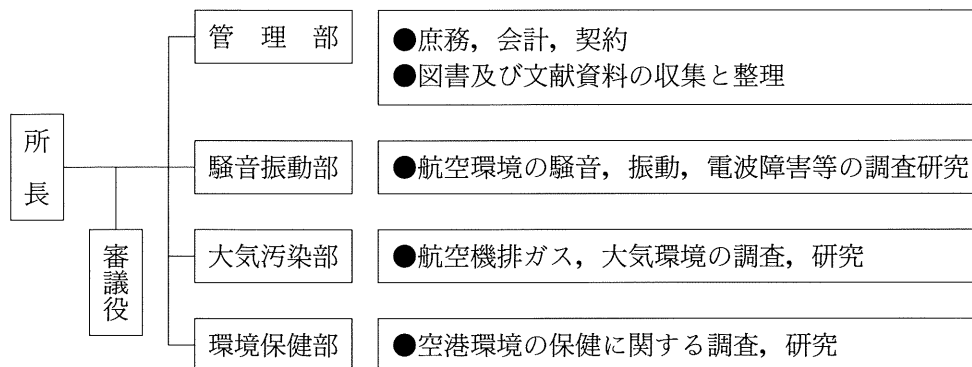 所長
審議役
管理部
●庶務，会計，契約
●図書及び文献資料の収集と整理
騒音振動部
●航空環境の騒音，振動，電波障害等の調査研究
大気汚染部
●航空機排ガス，大気環境の調査，研究
環境保健部
●空港環境の保健に関する調査，研究